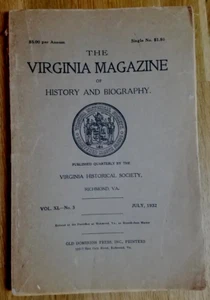 $5.00 per Annum
Single No. $1.50
THE
VIRGINIA MAGAZINE
OF
HISTORY AND BIOGRAPHY.
PUBLISHED QUARTERLY BY THE
VIRGINIA HISTORICAL SOCIETY,
RICHMOND, VA.
VOL. XL—No. 3
JULY, 1932
OLD DOMINION PRESS, INC., PRINTERS